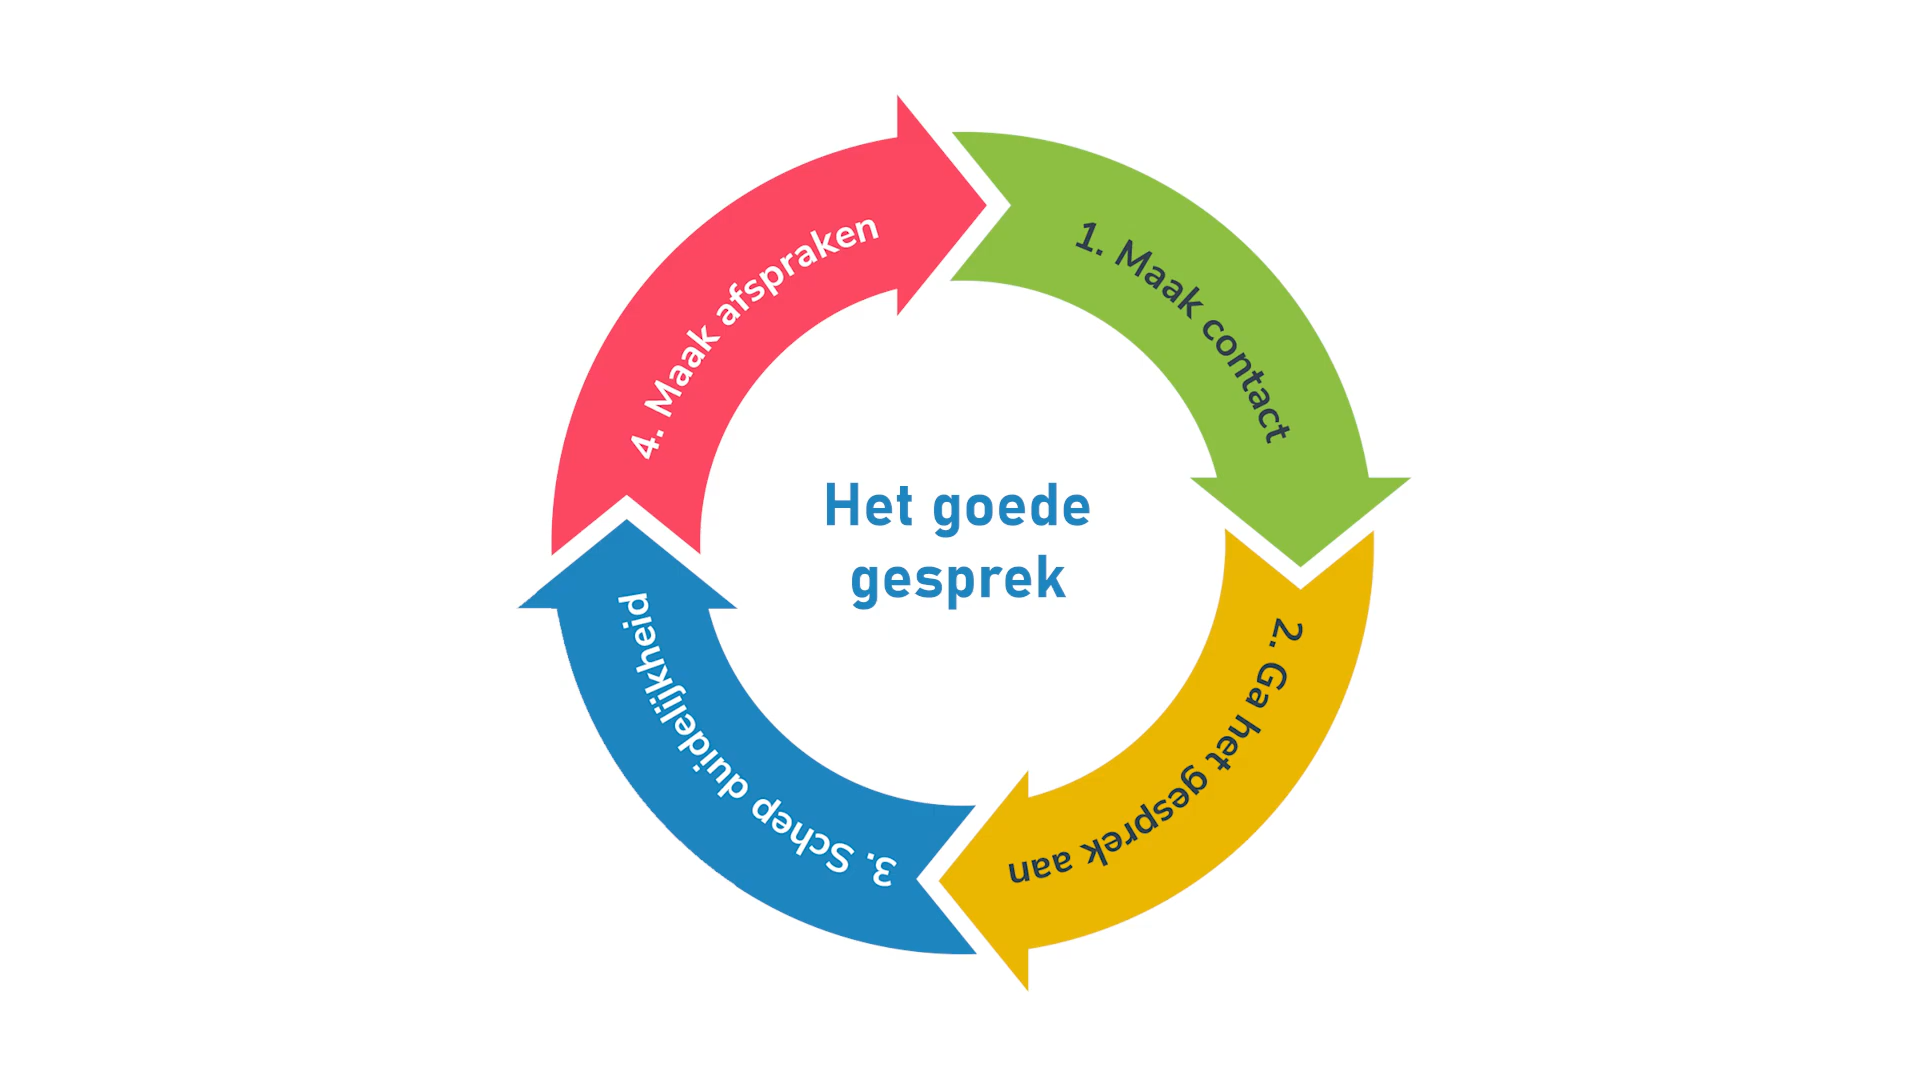 Het goede
gesprek
1. Maak contact
2. Ga het gesprek aan
3. Schep duidelijkheid
4. Maak afspraken